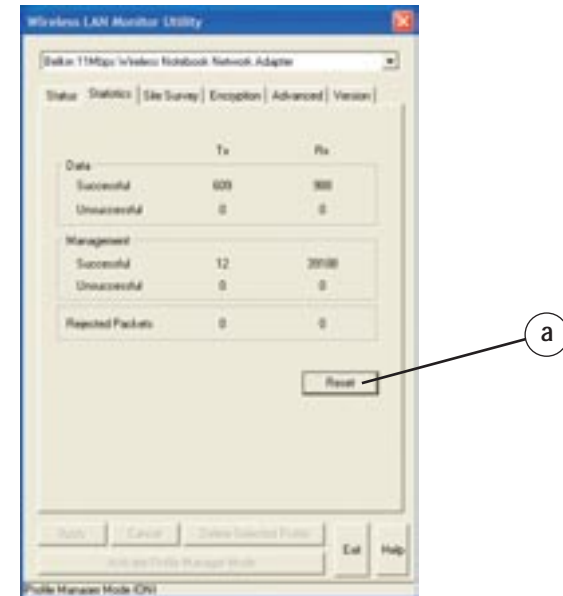 Wireless LAN Monitor Utility
Belkin 11Mbps Wireless Notebook Network Adapter
Status Statistics Site Survey Encryption Advanced Version
Tx Rx
Data
Successful 609
Unsuccessful 0 0
Management
Successful 12
Unsuccessful 0 0
Rejected Packets 0 0
a
Reset
Apply Cancel Delete Selected Profile
Exit Help
Activate Profile Manager Mode
Profile Manager Mode (ON)